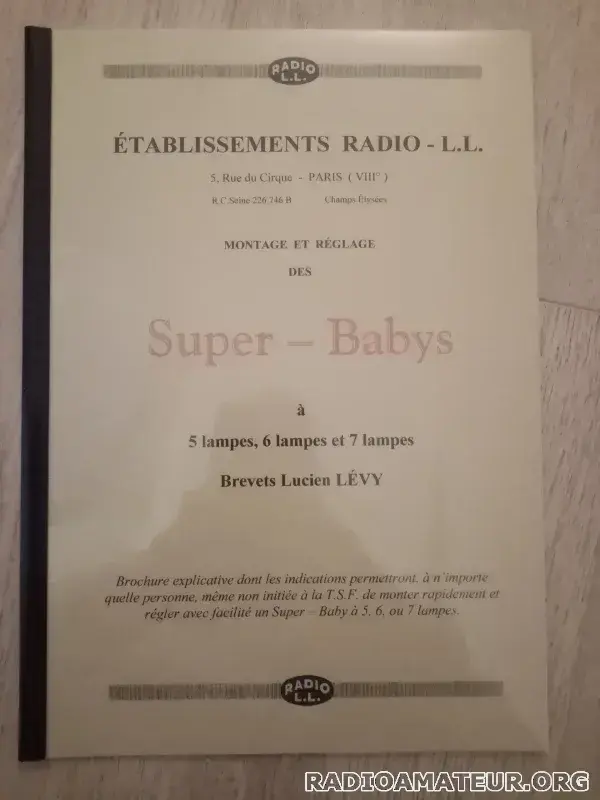 RADIO
L.L.
ÉTABLISSEMENTS RADIO - L.L.
5, Rue du Cirque - PARIS ( VIII° )
R.C.Seine 226 746 B Champs-Élysées
MONTAGE ET RÉGLAGE
DES
Super – Babys
à
5 lampes, 6 lampes et 7 lampes
Brevets Lucien LÉVY
Brochure explicative dont les indications permettront, à n'importe
quelle personne, même non initiée à la T.S.F. de monter rapidement et
régler avec facilité un Super – Baby à 5, 6, ou 7 lampes.
RADIO
L.L.
RADIOAMATEUR.ORG